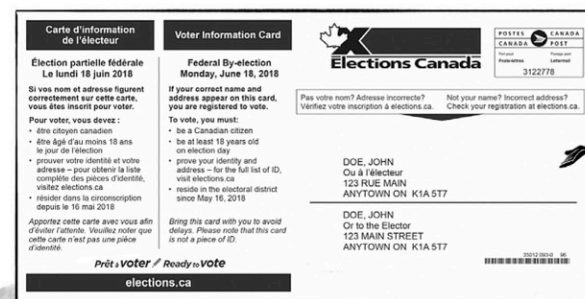 Carte d'information
de l'électeur
Élection partielle fédérale
Le lundi 18 juin 2018
Si vos nom et adresse figurent
correctement sur cette carte,
vous êtes inscrit pour voter.
Pour voter, vous devez :
• être citoyen canadien
• être âgé d'au moins 18 ans
le jour de l'élection
• prouver votre identité et votre
adresse – pour obtenir la liste
complète des pièces d'identité,
visitez elections.ca
• résider dans la circonscription
depuis le 16 mai 2018
Apportez cette carte avec vous afin
d'éviter l'attente. Veuillez noter que
cette carte n'est pas une pièce
d'identité.
Voter Information Card
Federal By-election
Monday, June 18, 2018
If your correct name and
address appear on this card,
you are registered to vote.
To vote, you must:
• be a Canadian citizen
• be at least 18 years old
on election day
• prove your identity and
address – for the full list of ID,
visit elections.ca
• reside in the electoral district
since May 16, 2018
Bring this card with you to avoid
delays. Please note that this card
is not a piece of ID.
Prêt à voter / Ready to vote
elections.ca
Elections Canada
POSTES CANADA
CANADA POST
Port payé Postage paid
Poste-lettres Lettermail
3122778
Pas votre nom? Adresse incorrecte?
Vérifiez votre inscription à elections.ca.
Not your name? Incorrect address?
Check your registration at elections.ca.
DOE, JOHN
Ou à l'électeur
123 RUE MAIN
ANYTOWN ON K1A 5T7
DOE, JOHN
Or to the Elector
123 MAIN STREET
ANYTOWN ON K1A 5T7
35012 093-0 96